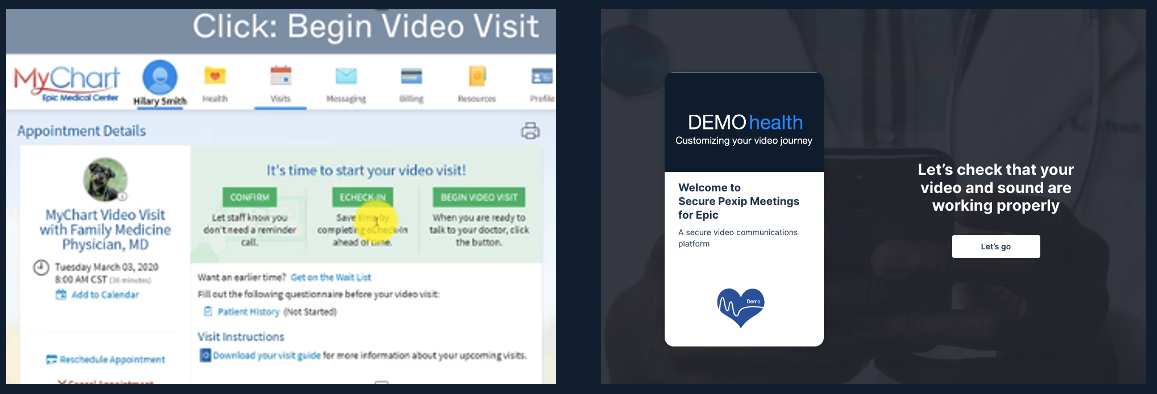 Click: Begin Video Visit
MyChart
Epic Medical Center
Hilary Smith
Health
Visits
Messaging
Billing
Resources
Profile
Appointment Details
It's time to start your video visit!
CONFIRM
ECHECK-IN
BEGIN VIDEO VISIT
Let staff know you
don't need a reminder
call.
Save time by
completing eCheck-in
ahead of time.
When you are ready to
talk to your doctor, click
the button.
MyChart Video Visit
with Family Medicine
Physician, MD
Tuesday March 03, 2020
8:00 AM CST (30 minutes)
Add to Calendar
Reschedule Appointment
Cancel Appointment
Want an earlier time? Get on the Wait List
Fill out the following questionnaire before your video visit:
Patient History (Not Started)
Visit Instructions
Download your visit guide for more information about your upcoming visits.
DEMO health
Customizing your video journey
Welcome to
Secure Pexip Meetings
for Epic
A secure video communications
platform
Demo
Let's check that your
video and sound are
working properly
Let's go